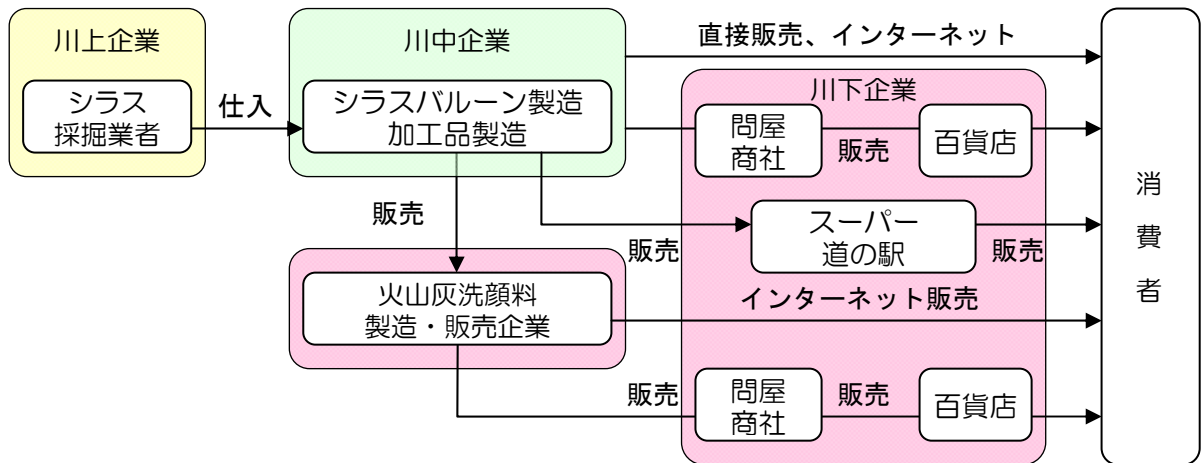 川上企業
シラス
採掘業者
仕入
川中企業
シラスバルーン製造
加工品製造
直接販売、インターネット
川下企業
問屋
商社
販売
百貨店
販売
販売
スーパー
道の駅
販売
火山灰洗顔料
製造・販売企業
インターネット販売
販売
問屋
商社
販売
百貨店
消
費
者